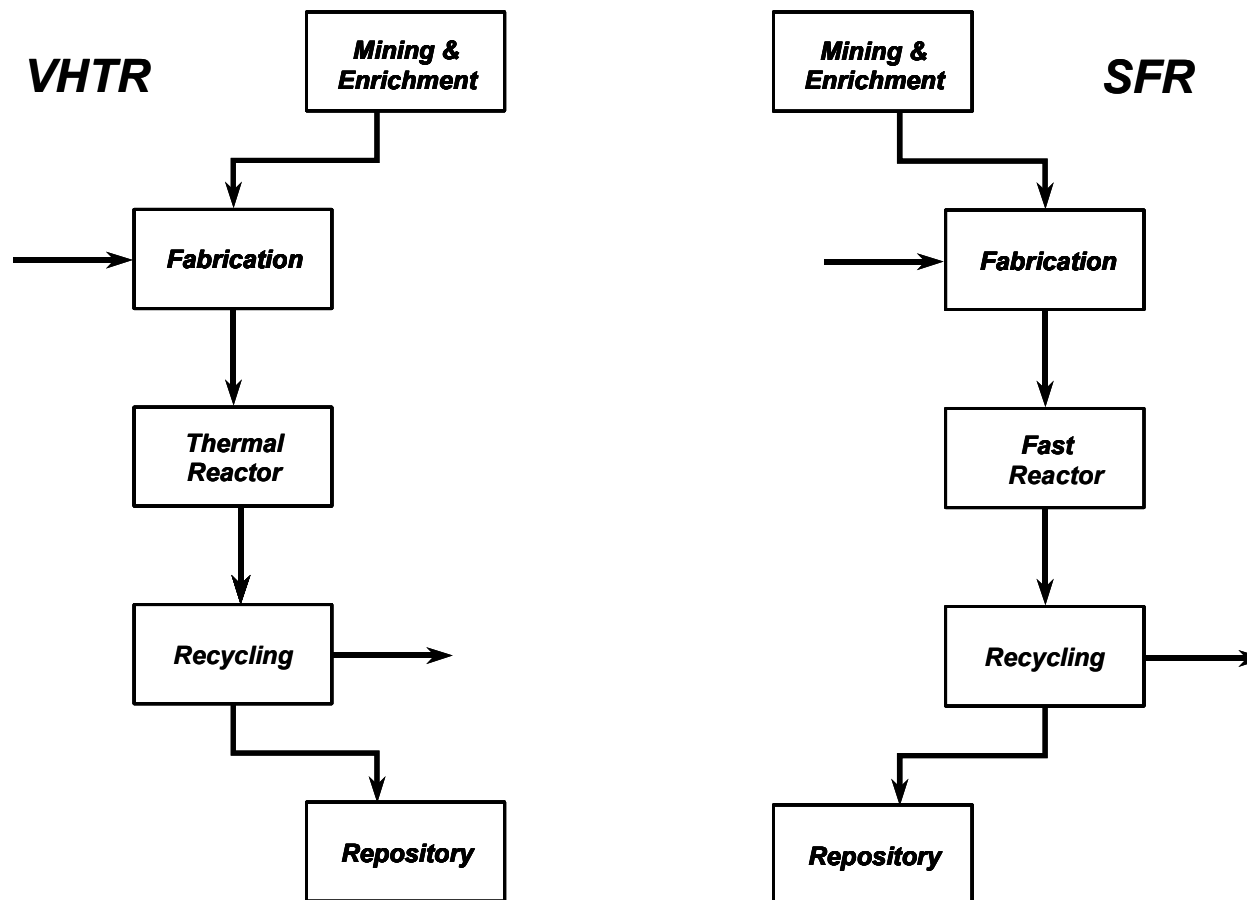 VHTR
Mining &
Enrichment
Fabrication
Thermal
Reactor
Recycling
Repository
SFR
Mining &
Enrichment
Fabrication
Fast
Reactor
Recycling
Repository